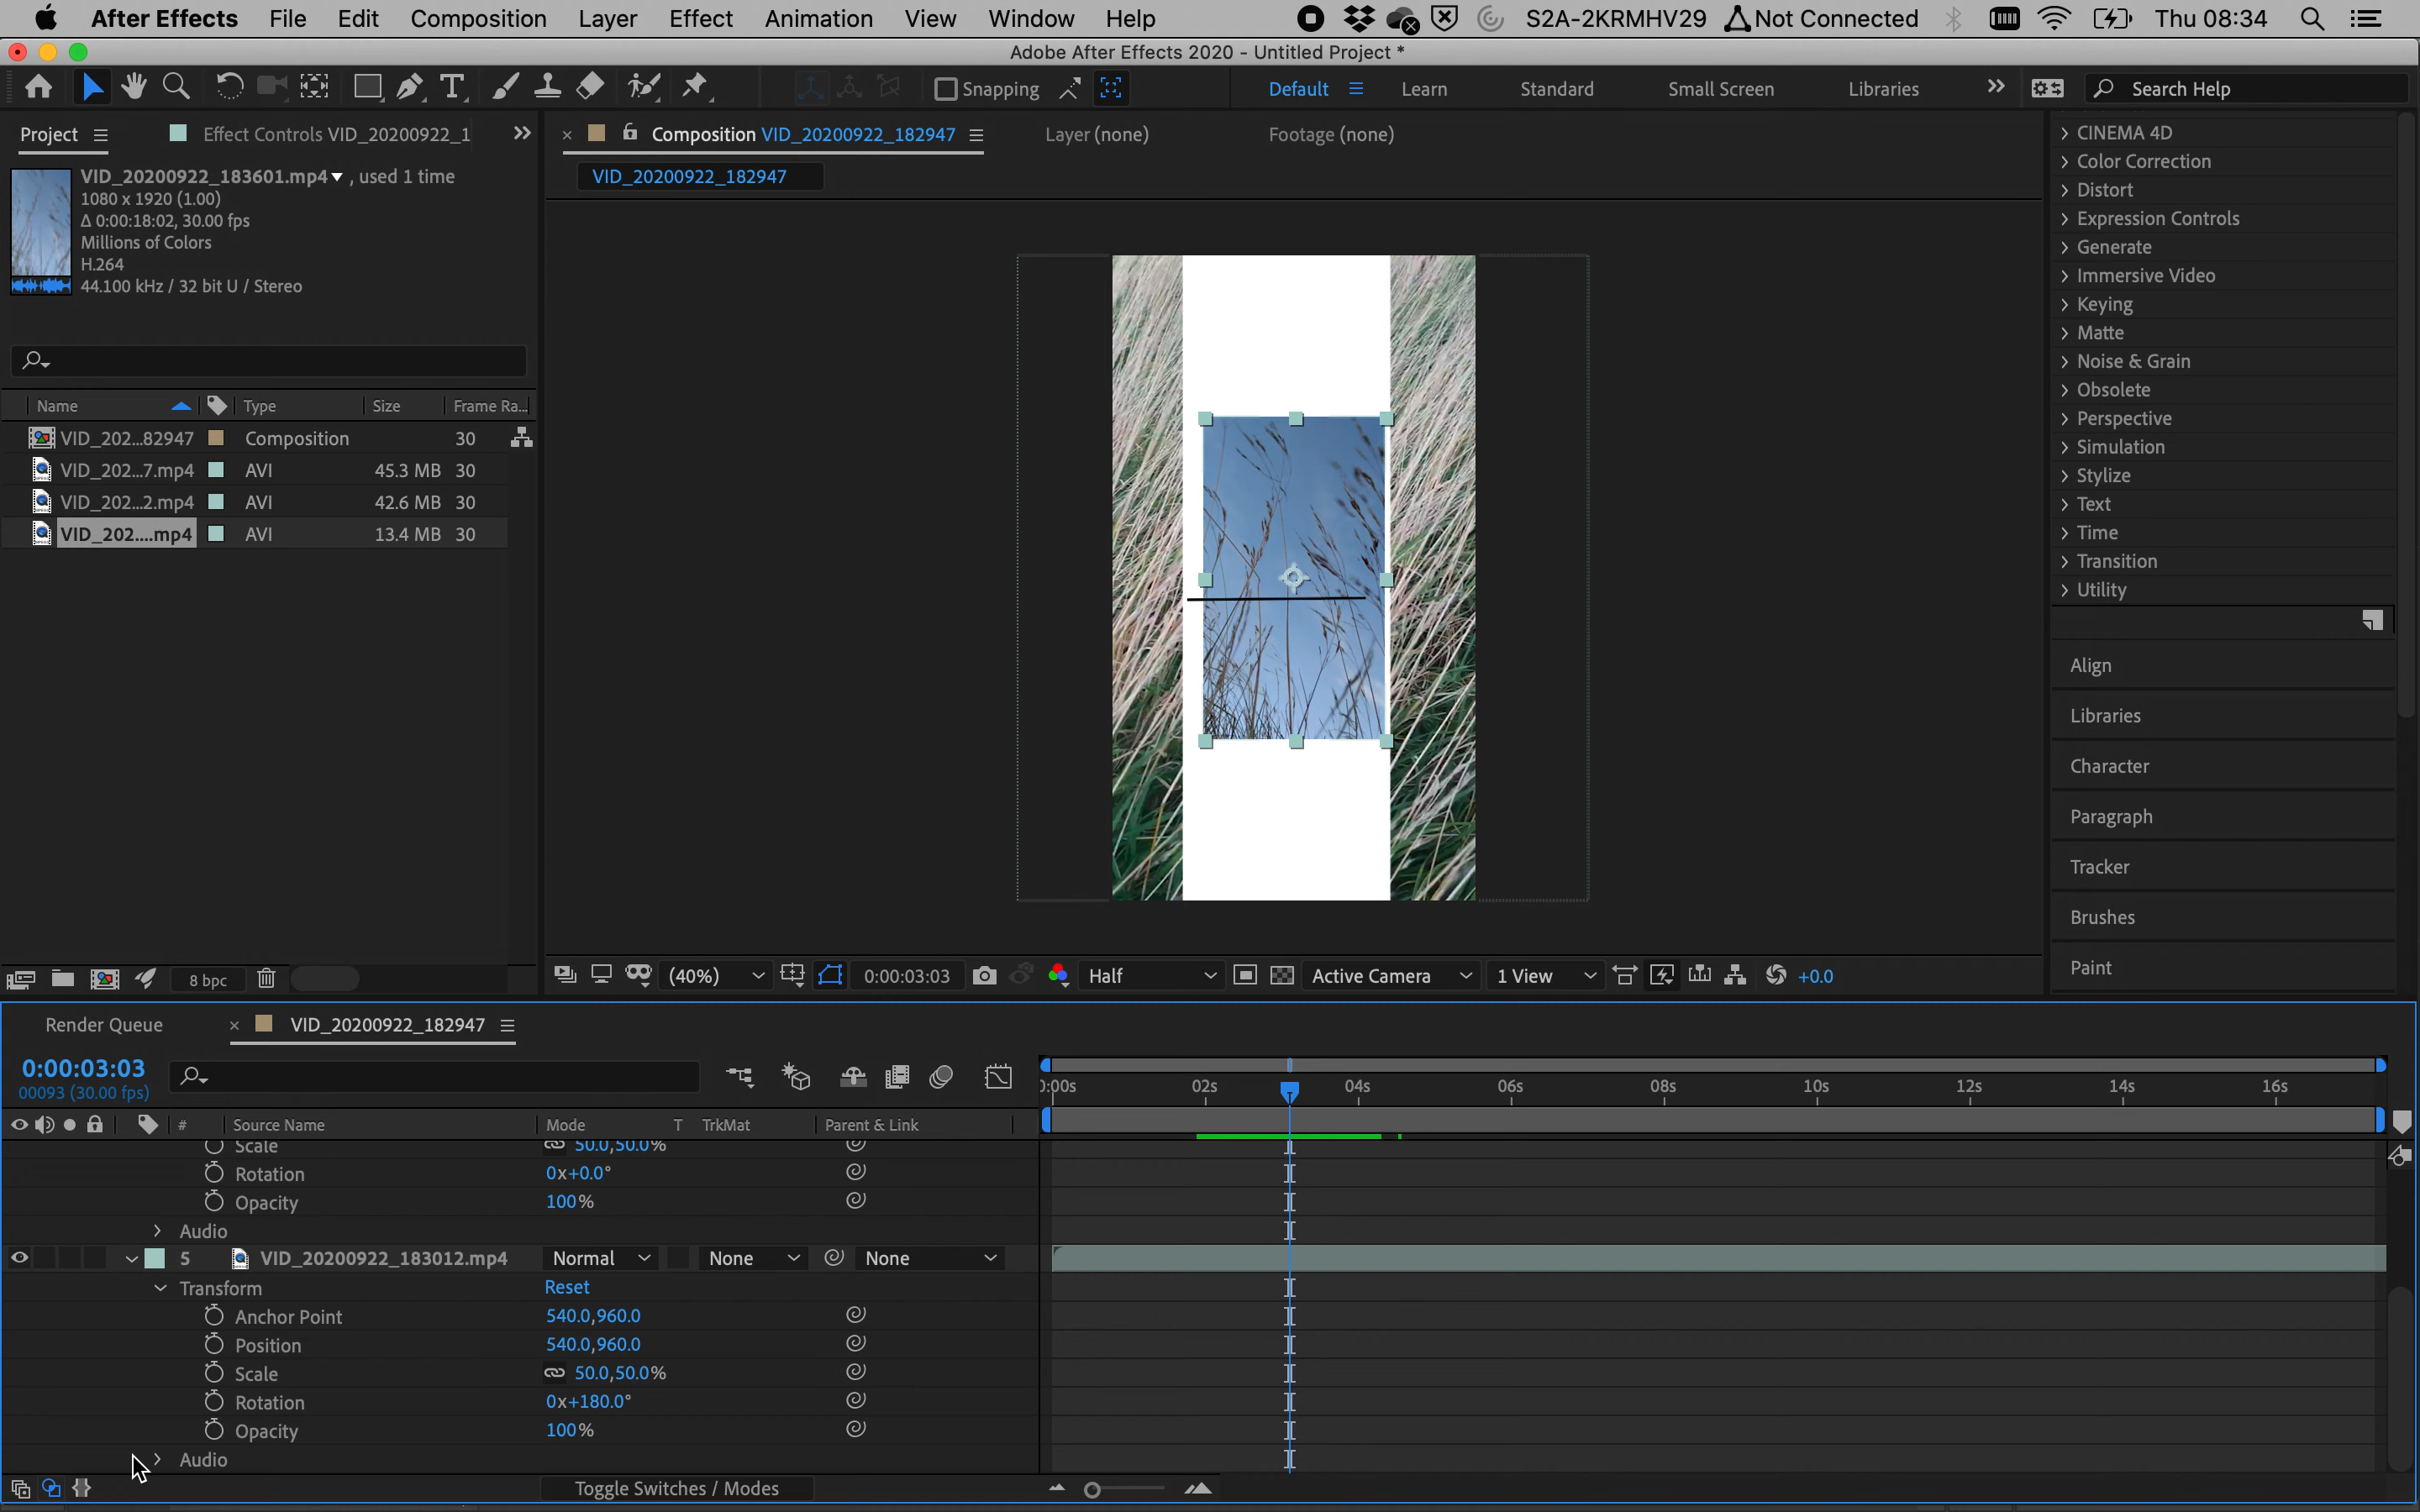 After Effects File Edit Composition Layer Effect Animation View Window Help S2A-2KRMHV29 Not Connected Thu 08:34
Adobe After Effects 2020 - Untitled Project *
T Snapping Default Learn Standard Small Screen Libraries Search Help
Project Effect Controls VID_20200922_1
Composition VID_20200922_182947 Layer (none) Footage (none)
VID_20200922_182947
VID_20200922_183601.mp4 , used 1 time
1080 x 1920 (1.00)
Δ 0:00:18:02, 30.00 fps
Millions of Colors
H.264
44.100 kHz / 32 bit U / Stereo
Name Type Size Frame Ra...
VID_202...82947 Composition 30
VID_202...7.mp4 AVI 45.3 MB 30
VID_202...2.mp4 AVI 42.6 MB 30
VID_202....mp4 AVI 13.4 MB 30
CINEMA 4D
Color Correction
Distort
Expression Controls
Generate
Immersive Video
Keying
Matte
Noise & Grain
Obsolete
Perspective
Simulation
Stylize
Text
Time
Transition
Utility
Align
Libraries
Character
Paragraph
Tracker
Brushes
Paint
8 bpc
(40%) 0:00:03:03 Half Active Camera 1 View +0.0
Render Queue VID_20200922_182947
0:00:03:03
00093 (30.00 fps)
0:00s 02s 04s 06s 08s 10s 12s 14s 16s
# Source Name Mode T TrkMat Parent & Link
Scale 50.0,50.0%
Rotation 0x+0.0°
Opacity 100%
Audio
5 VID_20200922_183012.mp4 Normal None None
Transform Reset
Anchor Point 540.0,960.0
Position 540.0,960.0
Scale 50.0,50.0%
Rotation 0x+180.0°
Opacity 100%
Audio
Toggle Switches / Modes